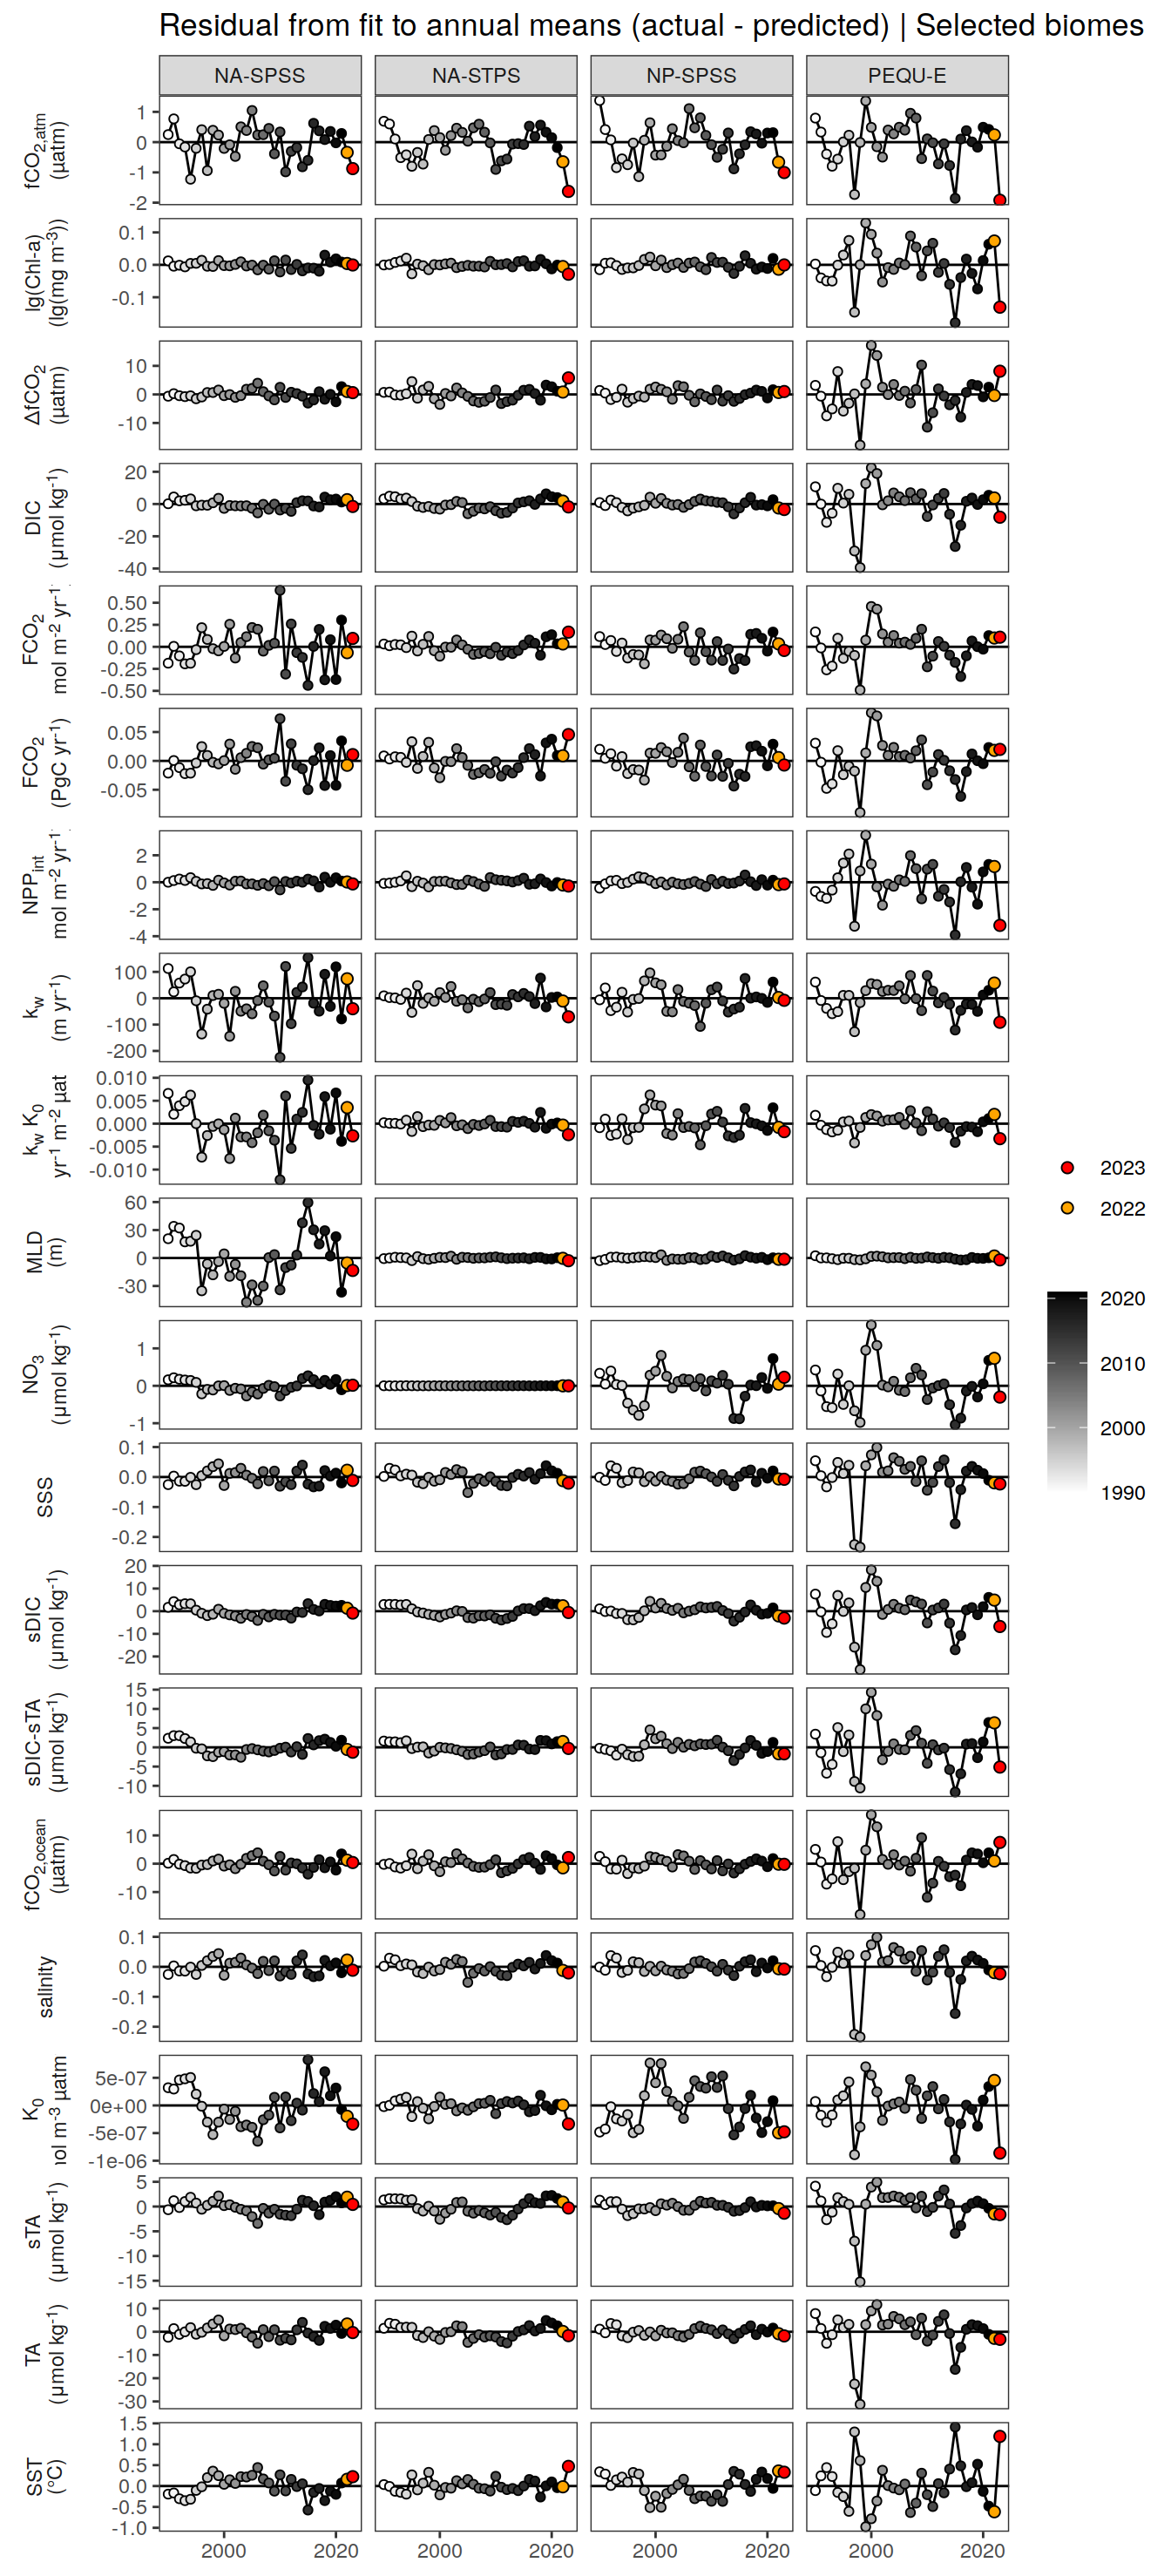 Residual from fit to annual means (actual - predicted) | Selected biomes
NA-SPSS NA-STPS NP-SPSS PEQU-E
fCO2,atm
(µatm)
1
0
-1
-2
lg(Chl-a)
(lg(mg m-3))
0.1
0.0
-0.1
ΔfCO2
(µatm)
10
0
-10
DIC
(µmol kg-1)
20
0
-20
-40
FCO2
mol m-2 yr-1
0.50
0.25
0.00
-0.25
-0.50
FCO2
(PgC yr-1)
0.05
0.00
-0.05
NPPint
mol m-2 yr-1
2
0
-2
-4
kw
(m yr-1)
100
0
-100
-200
kw K0
yr-1 m-2 µat
0.010
0.005
0.000
-0.005
-0.010
MLD
(m)
60
30
0
-30
NO3
(µmol kg-1)
1
0
-1
SSS
0.1
0.0
-0.1
-0.2
sDIC
(µmol kg-1)
20
10
0
-10
-20
sDIC-sTA
(µmol kg-1)
15
10
5
0
-5
-10
fCO2,ocean
(µatm)
10
0
-10
salinity
0.1
0.0
-0.1
-0.2
K0
nol m-3 µatm
5e-07
0e+00
-5e-07
-1e-06
sTA
(µmol kg-1)
5
0
-5
-10
-15
TA
(µmol kg-1)
10
0
-10
-20
-30
SST
(°C)
1.5
1.0
0.5
0.0
-0.5
-1.0
2000 2020 2000 2020 2000 2020 2000 2020
2023
2022
2020
2010
2000
1990